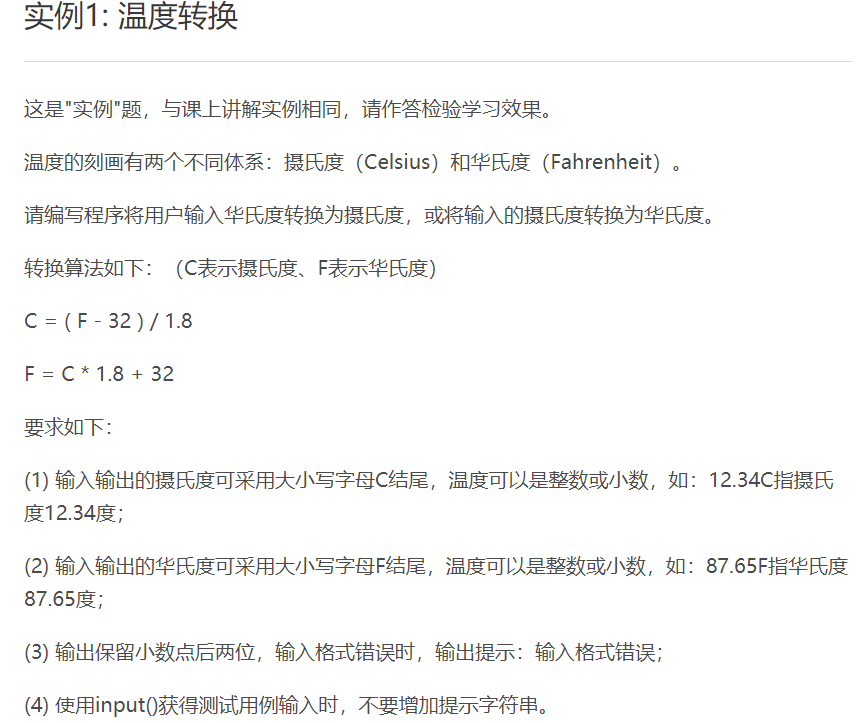 实例1: 温度转换
这是"实例"题，与课上讲解实例相同，请作答检验学习效果。
温度的刻画有两个不同体系：摄氏度（Celsius）和华氏度（Fahrenheit）。
请编写程序将用户输入华氏度转换为摄氏度，或将输入的摄氏度转换为华氏度。
转换算法如下：（C表示摄氏度、F表示华氏度）
C = ( F - 32 ) / 1.8
F = C * 1.8 + 32
要求如下：
(1) 输入输出的摄氏度可采用大小写字母C结尾，温度可以是整数或小数，如：12.34C指摄氏
度12.34度；
(2) 输入输出的华氏度可采用大小写字母F结尾，温度可以是整数或小数，如：87.65F指华氏度
87.65度；
(3) 输出保留小数点后两位，输入格式错误时，输出提示：输入格式错误；
(4) 使用input()获得测试用例输入时，不要增加提示字符串。